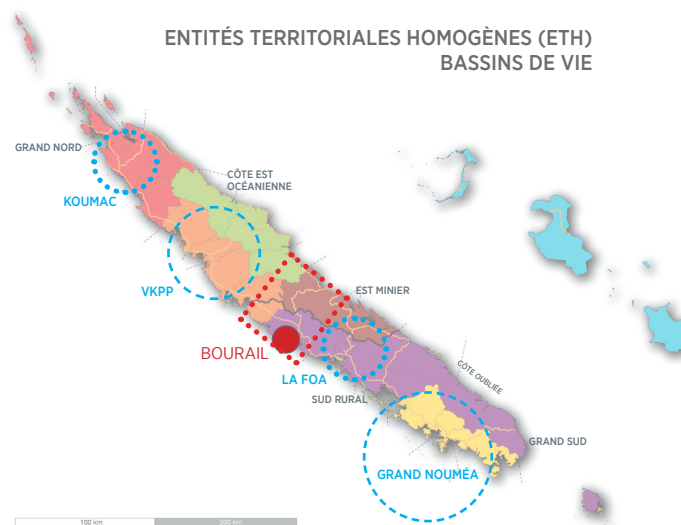 ENTITÉS TERRITORIALES HOMOGÈNES (ETH)
BASSINS DE VIE
GRAND NORD
KOUMAC
CÔTE EST
OCÉANIENNE
VKPP
EST MINIER
BOURAIL
LA FOA
SUD RURAL
CÔTE OUBLIÉE
GRAND SUD
GRAND NOUMÉA
100 km
200 km